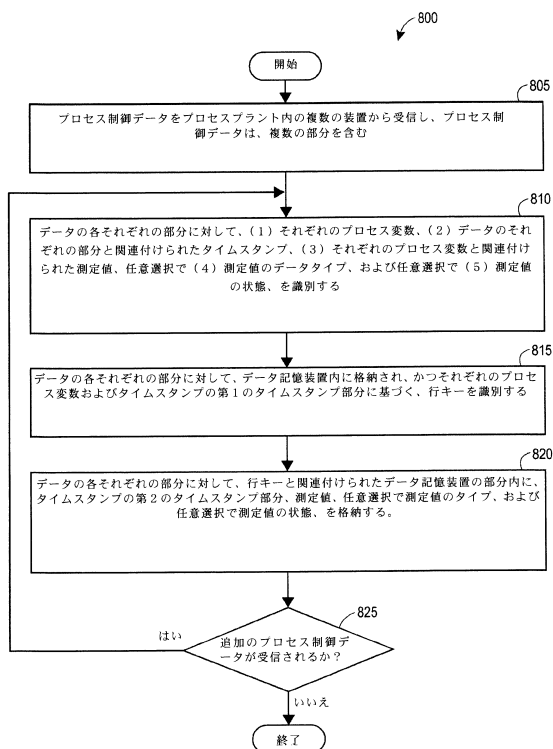 800
開始
805
プロセス制御データをプロセスプラント内の複数の装置から受信し、プロセス制
御データは、複数の部分を含む
810
データの各それぞれの部分に対して、（１）それぞれのプロセス変数、（２）データのそれ
ぞれの部分と関連付けられたタイムスタンプ、（３）それぞれのプロセス変数と関連付け
られた測定値、任意選択で（４）測定値のデータタイプ、および任意選択で（５）測定値
の状態、を識別する
815
データの各それぞれの部分に対して、データ記憶装置内に格納され、かつそれぞれのプロセ
ス変数およびタイムスタンプの第１のタイムスタンプ部分に基づく、行キーを識別する
820
データの各それぞれの部分に対して、行キーと関連付けられたデータ記憶装置の部分内に、
タイムスタンプの第２のタイムスタンプ部分、測定値、任意選択で測定値のタイプ、および
任意選択で測定値の状態、を格納する。
825
はい
追加のプロセス制御デ
ータが受信されるか？
いいえ
終了